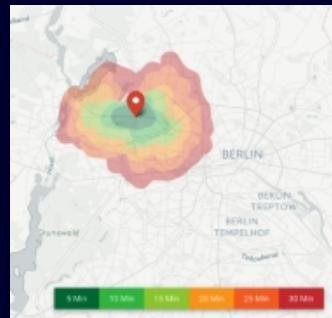 BERLIN
BERLIN
TREPTOW
BERLIN
TEMPELHOF
Grunewald
5 Min
10 Min
15 Min
20 Min
25 Min
30 Min